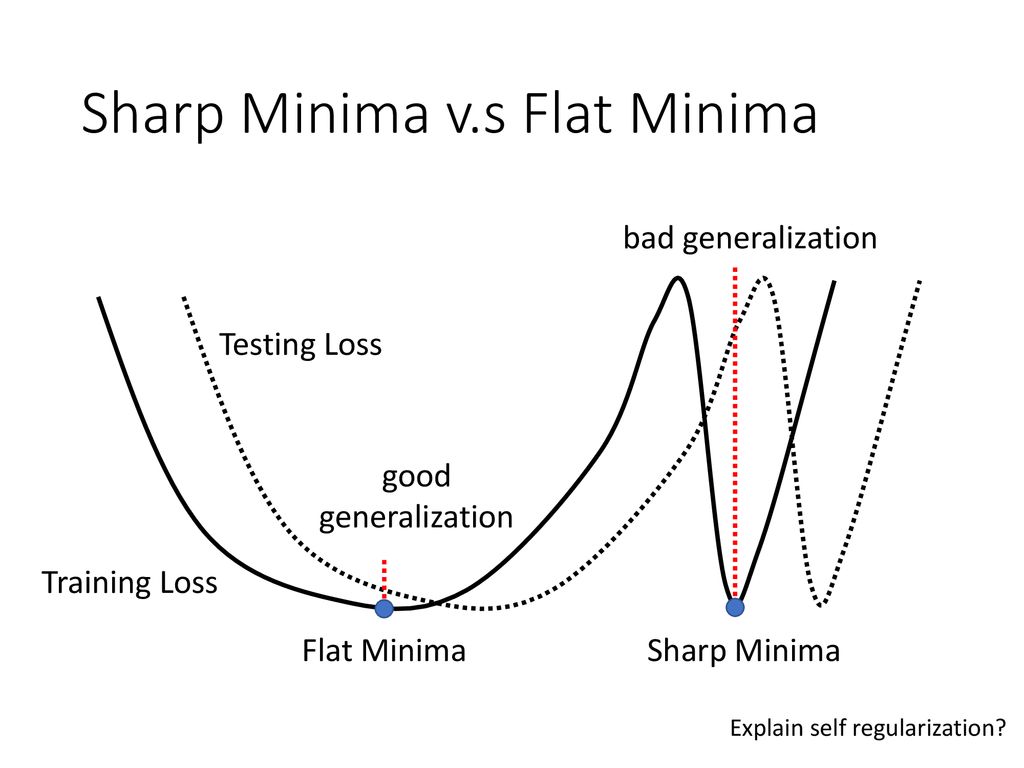 Sharp Minima v.s Flat Minima
bad generalization
Testing Loss
good
generalization
Training Loss
Flat Minima
Sharp Minima
Explain self regularization?